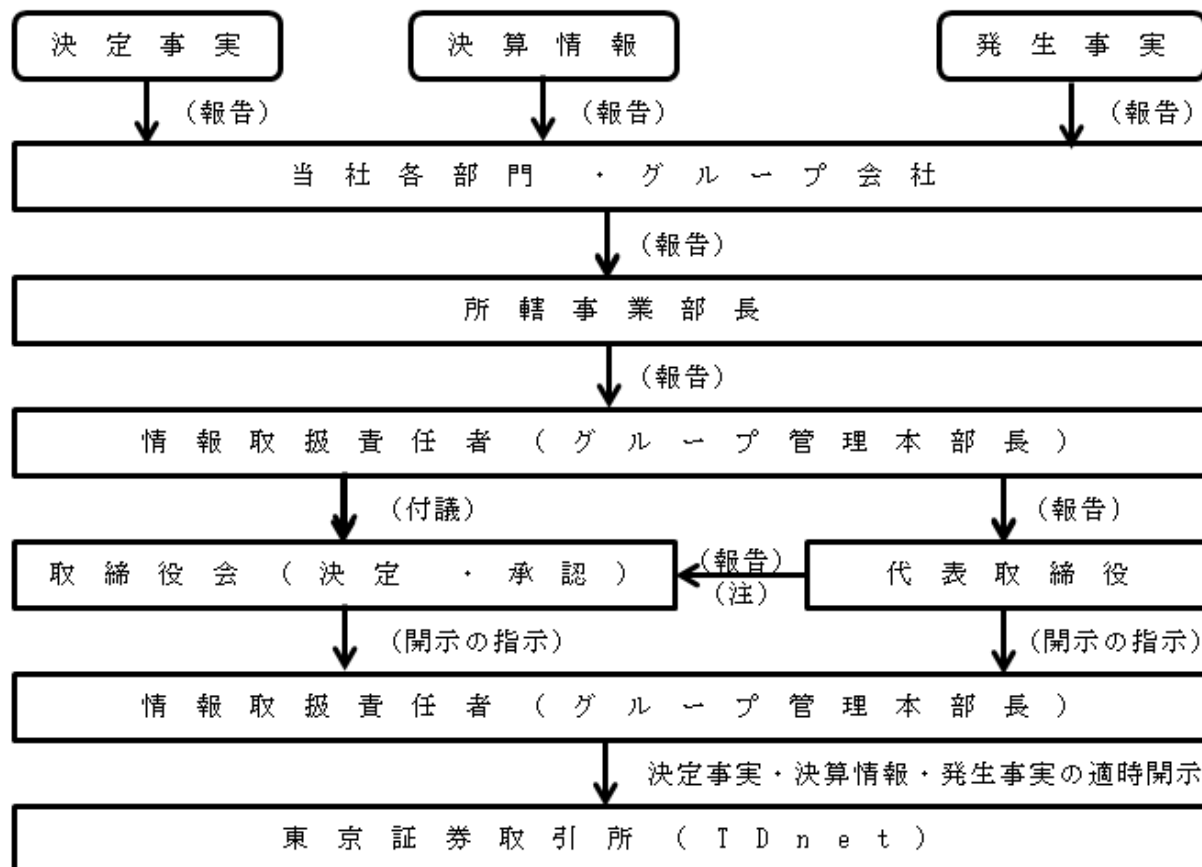 決定事実 決算情報 発生事実
（報告） （報告） （報告）
当社各部門・グループ会社
（報告）
所轄事業部長
（報告）
情報取扱責任者（グループ管理本部長）
（付議） （報告）
取締役会（決定・承認） （報告） 代表取締役
（注）
（開示の指示） （開示の指示）
情報取扱責任者（グループ管理本部長）
決定事実・決算情報・発生事実の適時開示
東京証券取引所（TDnet）